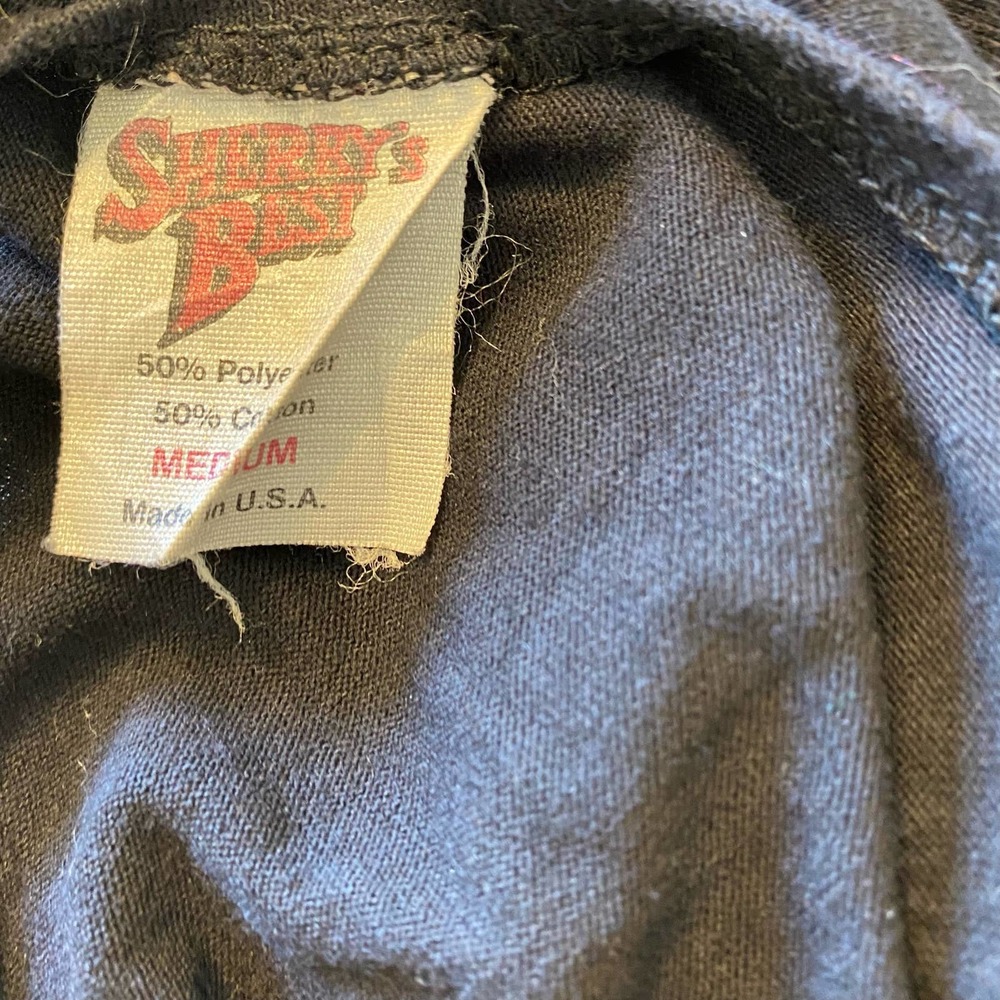 SHERRY'S
BEST
50% Polyester
50% Cotton
MEDIUM
Made in U.S.A.